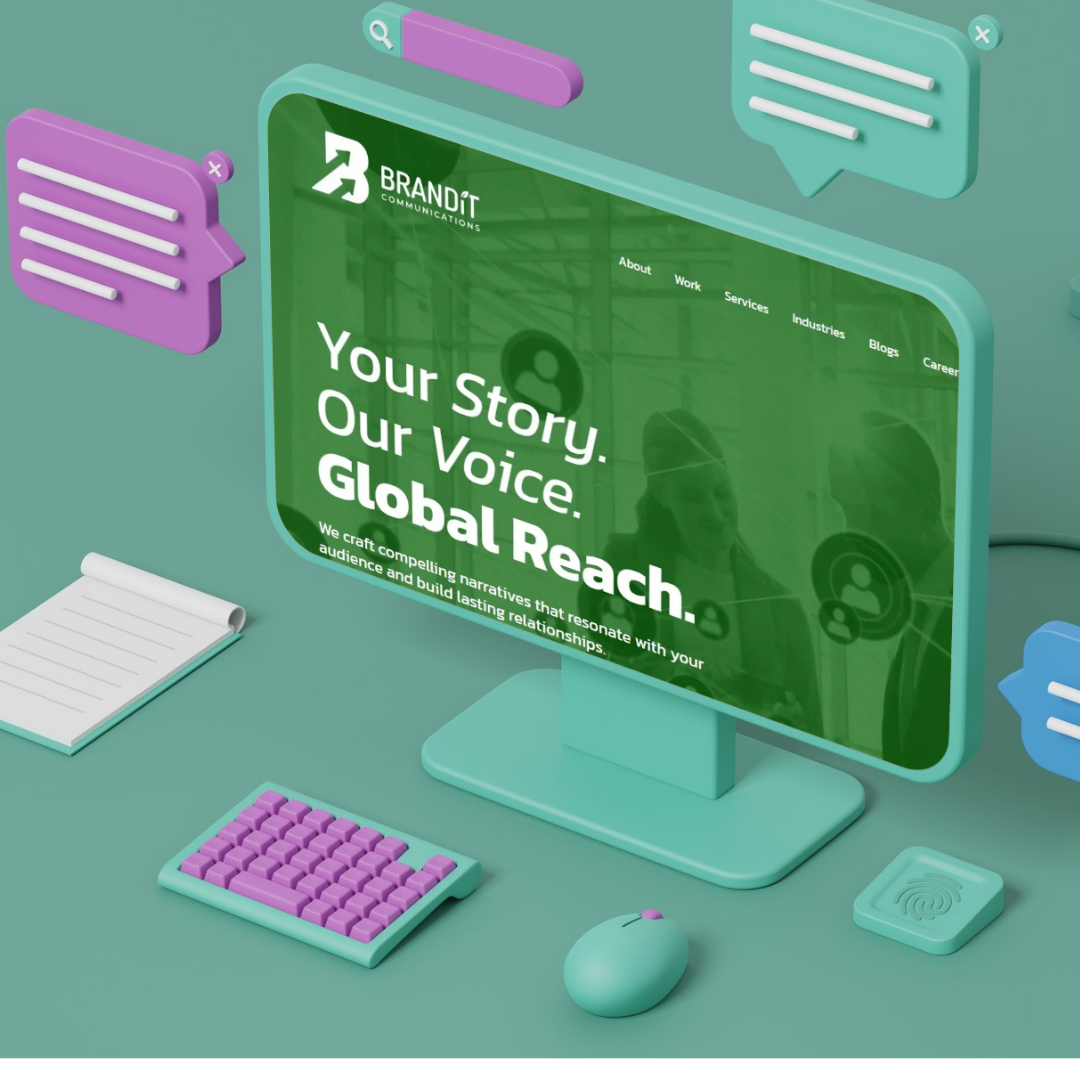 BRANDiT
COMMUNICATIONS
About Work Services Industries Blogs Career
Your Story.
Our Voice.
Global Reach.
We craft compelling narratives that resonate with your
audience and build lasting relationships.